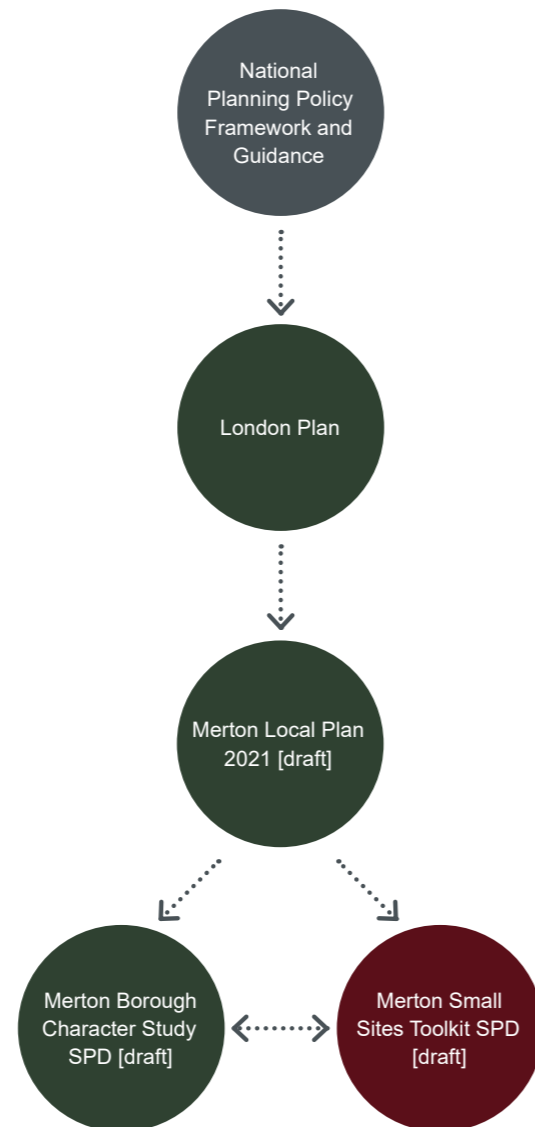 National
Planning Policy
Framework and
Guidance
London Plan
Merton Local Plan
2021 [draft]
Merton Borough
Character Study
SPD [draft]
Merton Small
Sites Toolkit SPD
[draft]